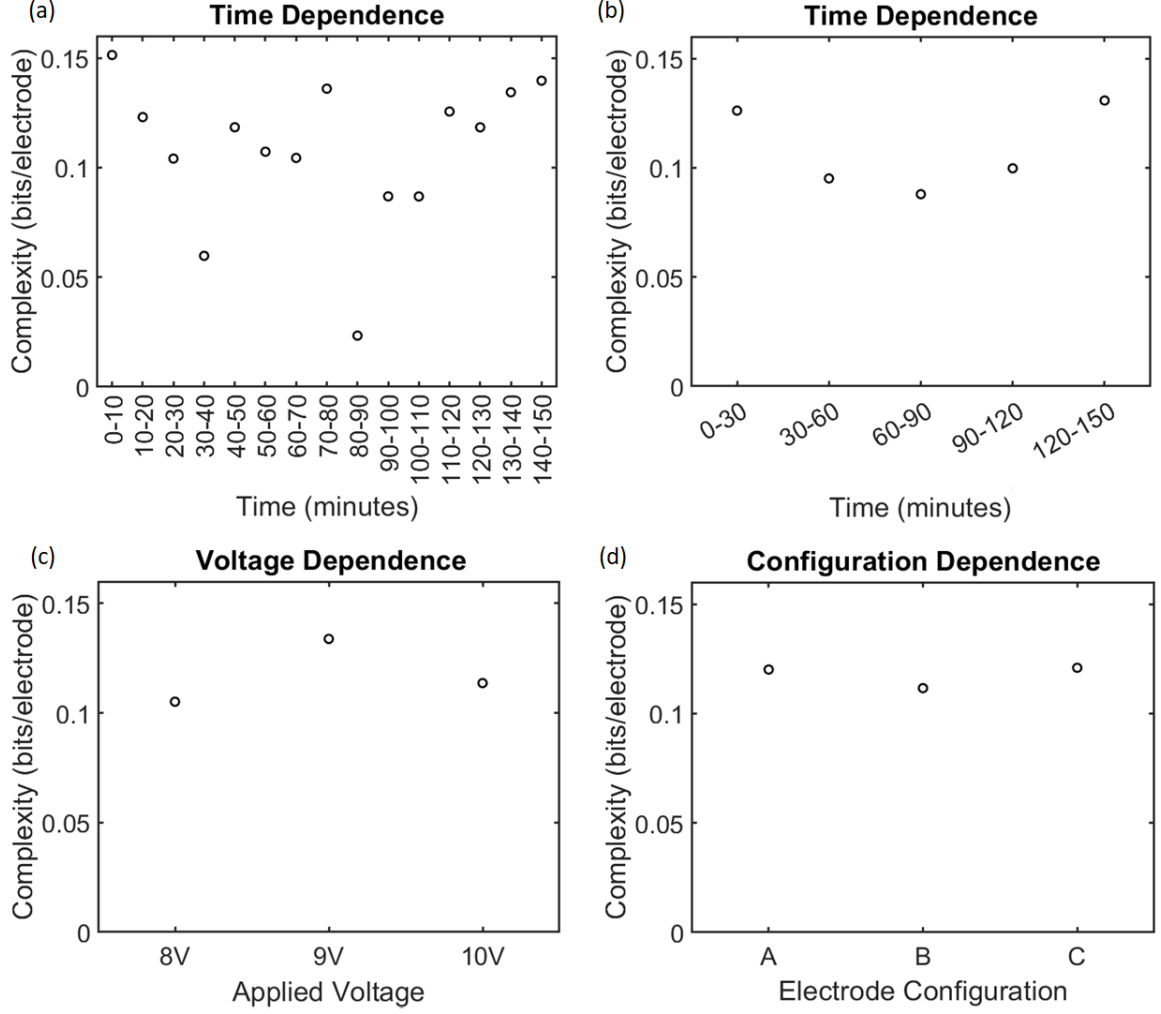 (a)
Time Dependence
Complexity (bits/electrode)
0.15
0.1
0.05
0
0-10
10-20
20-30
30-40
40-50
50-60
60-70
70-80
80-90
90-100
100-110
110-120
120-130
130-140
140-150
Time (minutes)
(b)
Time Dependence
Complexity (bits/electrode)
0.15
0.1
0.05
0
0-30
30-60
60-90
90-120
120-150
Time (minutes)
(c)
Voltage Dependence
Complexity (bits/electrode)
0.15
0.1
0.05
0
8V
9V
10V
Applied Voltage
(d)
Configuration Dependence
Complexity (bits/electrode)
0.15
0.1
0.05
0
A
B
C
Electrode Configuration